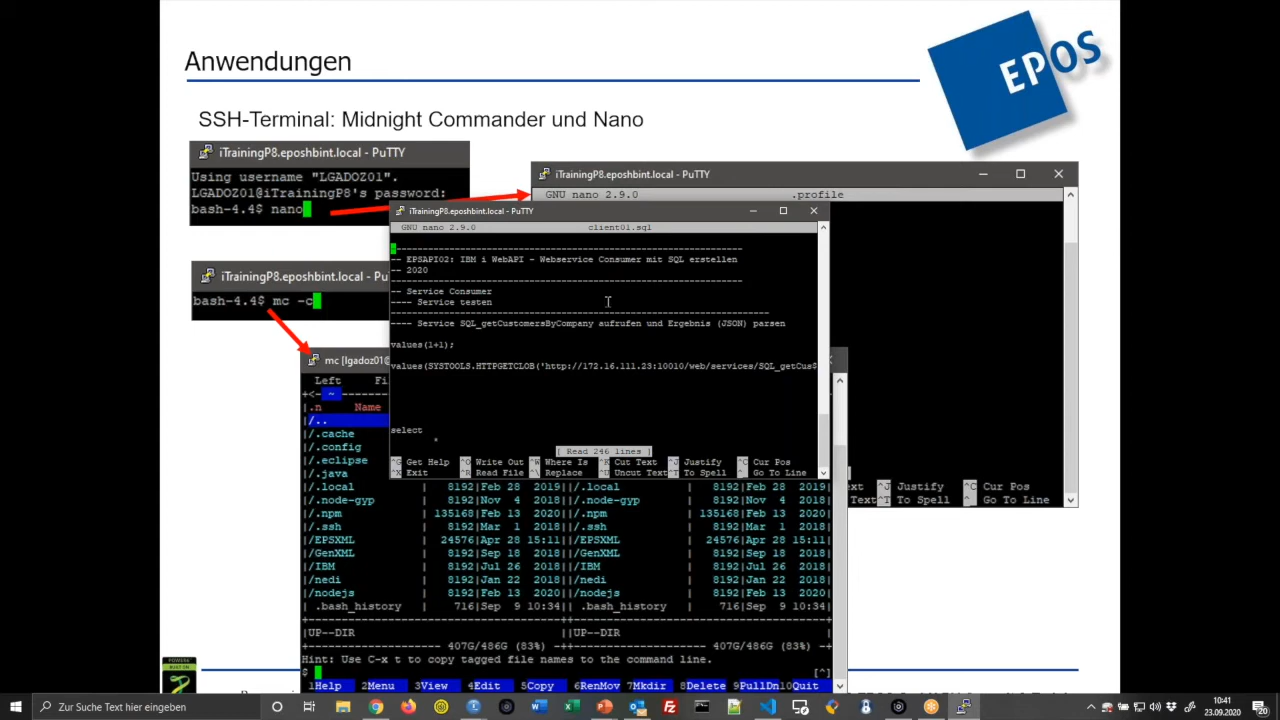 Anwendungen
EPOS
SSH-Terminal: Midnight Commander und Nano
iTrainingP8.eposhbint.local - PuTTY
Using username "LGADOZ01".
LGADOZ01@iTrainingP8's password:
bash-4.4$ nano
iTrainingP8.eposhbint.local - PuTTY
GNU nano 2.9.0 .profile
iTrainingP8.eposhbint.local - PuTTY
GNU nano 2.9.0 client01.sql
-- EPSAPI02: IBM i WebAPI - Webservice Consumer mit SQL erstellen
-- 2020
-- Service Consumer
---- Service testen
---- Service SQL_getCustomersByCompany aufrufen und Ergebnis (JSON) parsen
values(1+1);
values(SYSTOOLS.HTTPGETCLOB('http://172.16.111.23:10010/web/services/SQL_getCus$
select
*
[ Read 246 lines ]
^G Get Help ^O Write Out ^W Where Is ^K Cut Text ^J Justify ^C Cur Pos
^X Exit ^R Read File ^\ Replace ^U Uncut Text ^T To Spell ^_ Go To Line
iTrainingP8.eposhbint.local - Pu
bash-4.4$ mc -c
ext ^J Justify ^C Cur Pos
Text ^T To Spell ^_ Go To Line
mc [lgadoz01@
Left Fi
+<- ~
|.n Name
|/..
|/.cache
|/.config
|/.eclipse
|/.java
|/.local | 8192|Feb 28 2019||/.local | 8192|Feb 28 2019|
|/.node-gyp | 8192|Nov 4 2018||/.node-gyp | 8192|Nov 4 2018|
|/.npm | 135168|Feb 13 2020||/.npm | 135168|Feb 13 2020|
|/.ssh | 8192|Mar 1 2018||/.ssh | 8192|Mar 1 2018|
|/EPSXML | 24576|Apr 28 15:11||/EPSXML | 24576|Apr 28 15:11|
|/GenXML | 8192|Sep 18 2018||/GenXML | 8192|Sep 18 2018|
|/IBM | 8192|Jul 26 2018||/IBM | 8192|Jul 26 2018|
|/nedi | 8192|Jan 22 2018||/nedi | 8192|Jan 22 2018|
|/nodejs | 8192|Feb 13 2020||/nodejs | 8192|Feb 13 2020|
| .bash_history | 716|Sep 9 10:34|| .bash_history | 716|Sep 9 10:34|
|UP--DIR ||UP--DIR |
407G/486G (83%) 407G/486G (83%)
Hint: Use C-x t to copy tagged file names to the command line.
$ [^]
1Help 2Menu 3View 4Edit 5Copy 6RenMov 7Mkdir 8Delete 9PullDn 10Quit
Zur Suche Text hier eingeben
10:41
23.09.2020
20